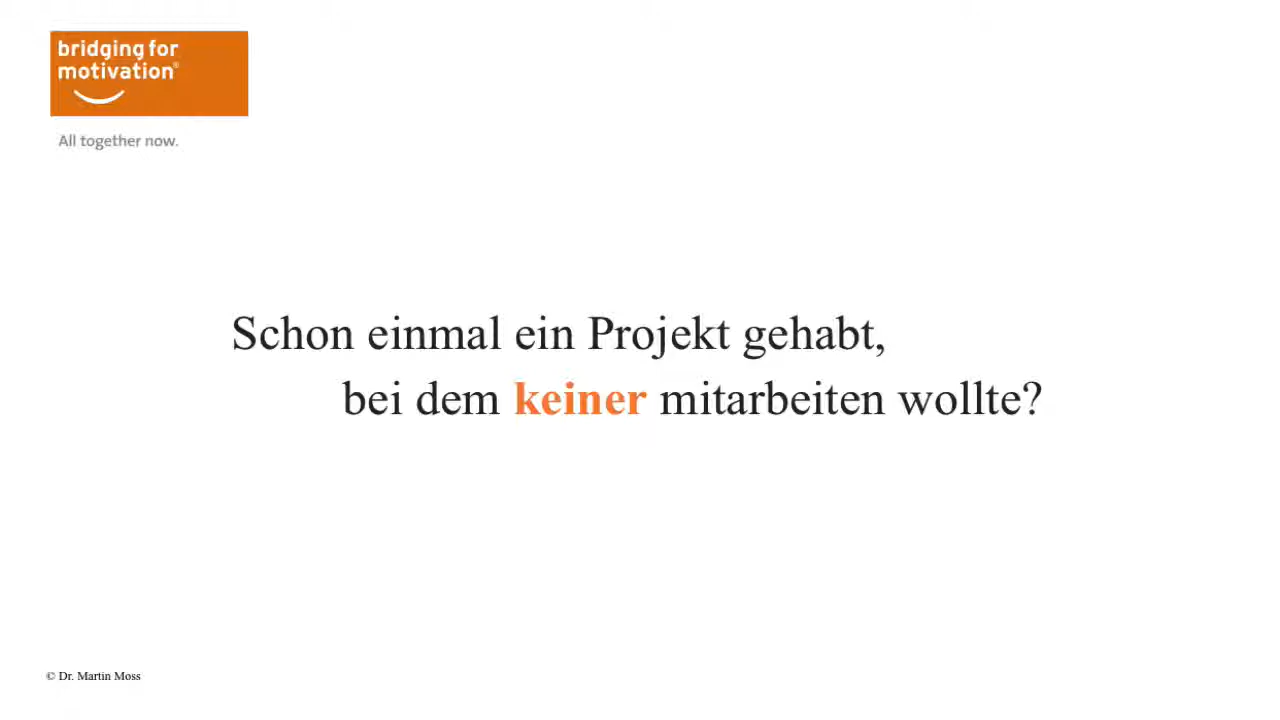 bridging for
motivation®
All together now.
Schon einmal ein Projekt gehabt,
bei dem keiner mitarbeiten wollte?
© Dr. Martin Moss